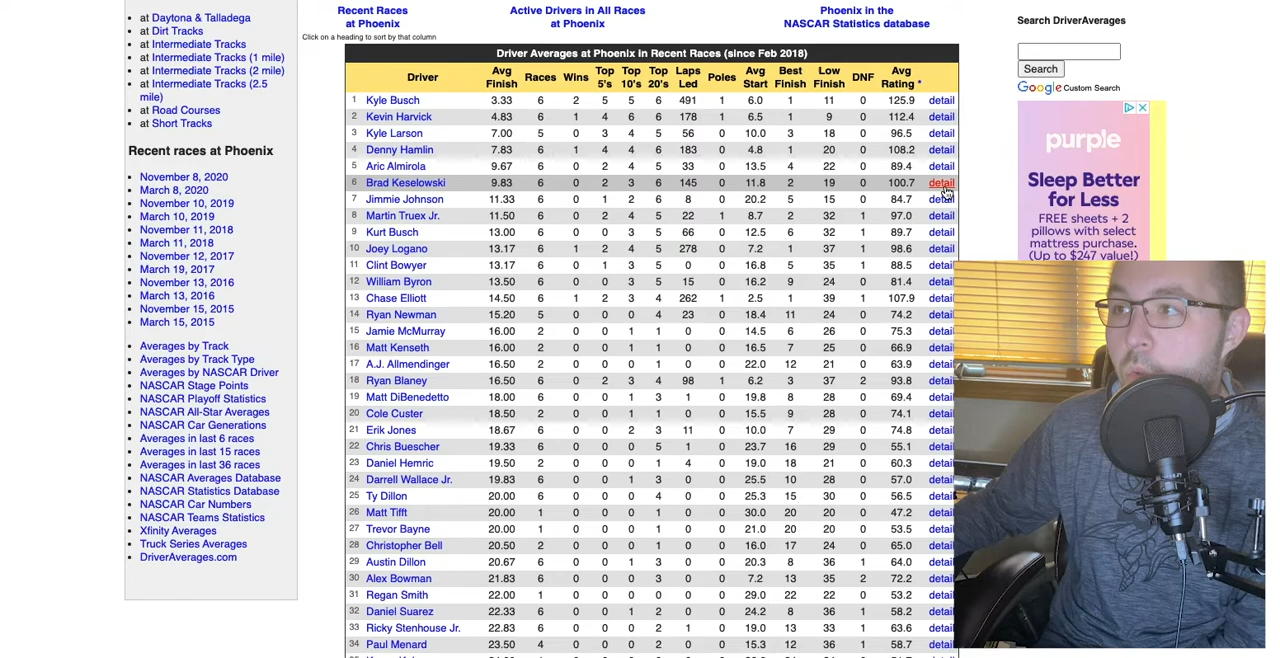 at Daytona & Talladega
at Dirt Tracks
at Intermediate Tracks
at Intermediate Tracks (1 mile)
at Intermediate Tracks (2 mile)
at Intermediate Tracks (2.5
mile)
at Road Courses
at Short Tracks
Recent races at Phoenix
November 8, 2020
March 8, 2020
November 10, 2019
March 10, 2019
November 11, 2018
March 11, 2018
November 12, 2017
March 19, 2017
November 13, 2016
March 13, 2016
November 15, 2015
March 15, 2015
Averages by Track
Averages by Track Type
Averages by NASCAR Driver
NASCAR Stage Points
NASCAR Playoff Statistics
NASCAR All-Star Averages
NASCAR Car Generations
Averages in last 6 races
Averages in last 15 races
Averages in last 36 races
NASCAR Averages Database
NASCAR Statistics Database
NASCAR Car Numbers
NASCAR Teams Statistics
Xfinity Averages
Truck Series Averages
DriverAverages.com
Recent Races
at Phoenix
Active Drivers in All Races
at Phoenix
Phoenix in the
NASCAR Statistics database
Click on a heading to sort by that column
Driver Averages at Phoenix in Recent Races (since Feb 2018)
Driver Avg Finish Races Wins Top 5's Top 10's Top 20's Laps Led Poles Avg Start Best Finish Low Finish DNF Avg Rating *
1 Kyle Busch 3.33 6 2 5 5 6 491 1 6.0 1 11 0 125.9 detail
2 Kevin Harvick 4.83 6 1 4 6 6 178 1 6.5 1 9 0 112.4 detail
3 Kyle Larson 7.00 5 0 3 4 5 56 0 10.0 3 18 0 96.5 detail
4 Denny Hamlin 7.83 6 1 4 4 6 183 0 4.8 1 20 0 108.2 detail
5 Aric Almirola 9.67 6 0 2 4 5 33 0 13.5 4 22 0 89.4 detail
6 Brad Keselowski 9.83 6 0 2 3 6 145 0 11.8 2 19 0 100.7 detail
7 Jimmie Johnson 11.33 6 0 1 2 6 8 0 20.2 5 15 0 84.7 detail
8 Martin Truex Jr. 11.50 6 0 2 4 5 22 1 8.7 2 32 1 97.0 detail
9 Kurt Busch 13.00 6 0 0 3 5 66 0 12.5 6 32 1 89.7 detail
10 Joey Logano 13.17 6 1 2 4 5 278 0 7.2 1 37 1 98.6 detail
11 Clint Bowyer 13.17 6 0 1 3 5 0 0 16.8 5 35 1 88.5 detail
12 William Byron 13.50 6 0 0 3 5 15 0 16.2 9 24 0 81.4 detail
13 Chase Elliott 14.50 6 1 2 3 4 262 1 2.5 1 39 1 107.9 detail
14 Ryan Newman 15.20 5 0 0 0 4 23 0 18.4 11 24 0 74.2 detail
15 Jamie McMurray 16.00 2 0 0 1 1 0 0 14.5 6 26 0 75.3 detail
16 Matt Kenseth 16.00 2 0 0 1 1 0 0 16.5 7 25 0 66.9 detail
17 A.J. Allmendinger 16.50 2 0 0 0 1 0 0 22.0 12 21 0 63.9 detail
18 Ryan Blaney 16.50 6 0 2 3 4 98 1 6.2 3 37 2 93.8 detail
19 Matt DiBenedetto 18.00 6 0 0 1 3 1 0 19.8 8 28 0 69.4 detail
20 Cole Custer 18.50 2 0 0 1 1 0 0 15.5 9 28 0 74.1 detail
21 Erik Jones 18.67 6 0 0 2 3 11 0 10.0 7 29 0 74.8 detail
22 Chris Buescher 19.33 6 0 0 0 5 1 0 23.7 16 29 0 55.1 detail
23 Daniel Hemric 19.50 2 0 0 0 1 4 0 19.0 18 21 0 60.3 detail
24 Darrell Wallace Jr. 19.83 6 0 0 1 3 0 0 25.5 10 28 0 57.0 detail
25 Ty Dillon 20.00 6 0 0 0 4 0 0 25.3 15 30 0 56.5 detail
26 Matt Tifft 20.00 1 0 0 0 1 0 0 30.0 20 20 0 47.2 detail
27 Trevor Bayne 20.00 1 0 0 0 1 0 0 21.0 20 20 0 53.5 detail
28 Christopher Bell 20.50 2 0 0 0 1 0 0 16.0 17 24 0 65.0 detail
29 Austin Dillon 20.67 6 0 0 1 3 0 0 20.3 8 36 1 64.0 detail
30 Alex Bowman 21.83 6 0 0 0 3 0 0 7.2 13 35 2 72.2 detail
31 Regan Smith 22.00 1 0 0 0 0 0 0 29.0 22 22 0 53.2 detail
32 Daniel Suarez 22.33 6 0 0 1 2 0 0 24.2 8 36 1 58.2 detail
33 Ricky Stenhouse Jr. 22.83 6 0 0 0 2 1 0 19.0 13 33 1 63.6 detail
34 Paul Menard 23.50 4 0 0 0 2 0 0 15.3 12 36 1 58.7 detail
Search DriverAverages
Search
Google Custom Search
purple
Sleep Better
for Less
FREE sheets + 2
pillows with select
mattress purchase.
(Up to $247 value!)